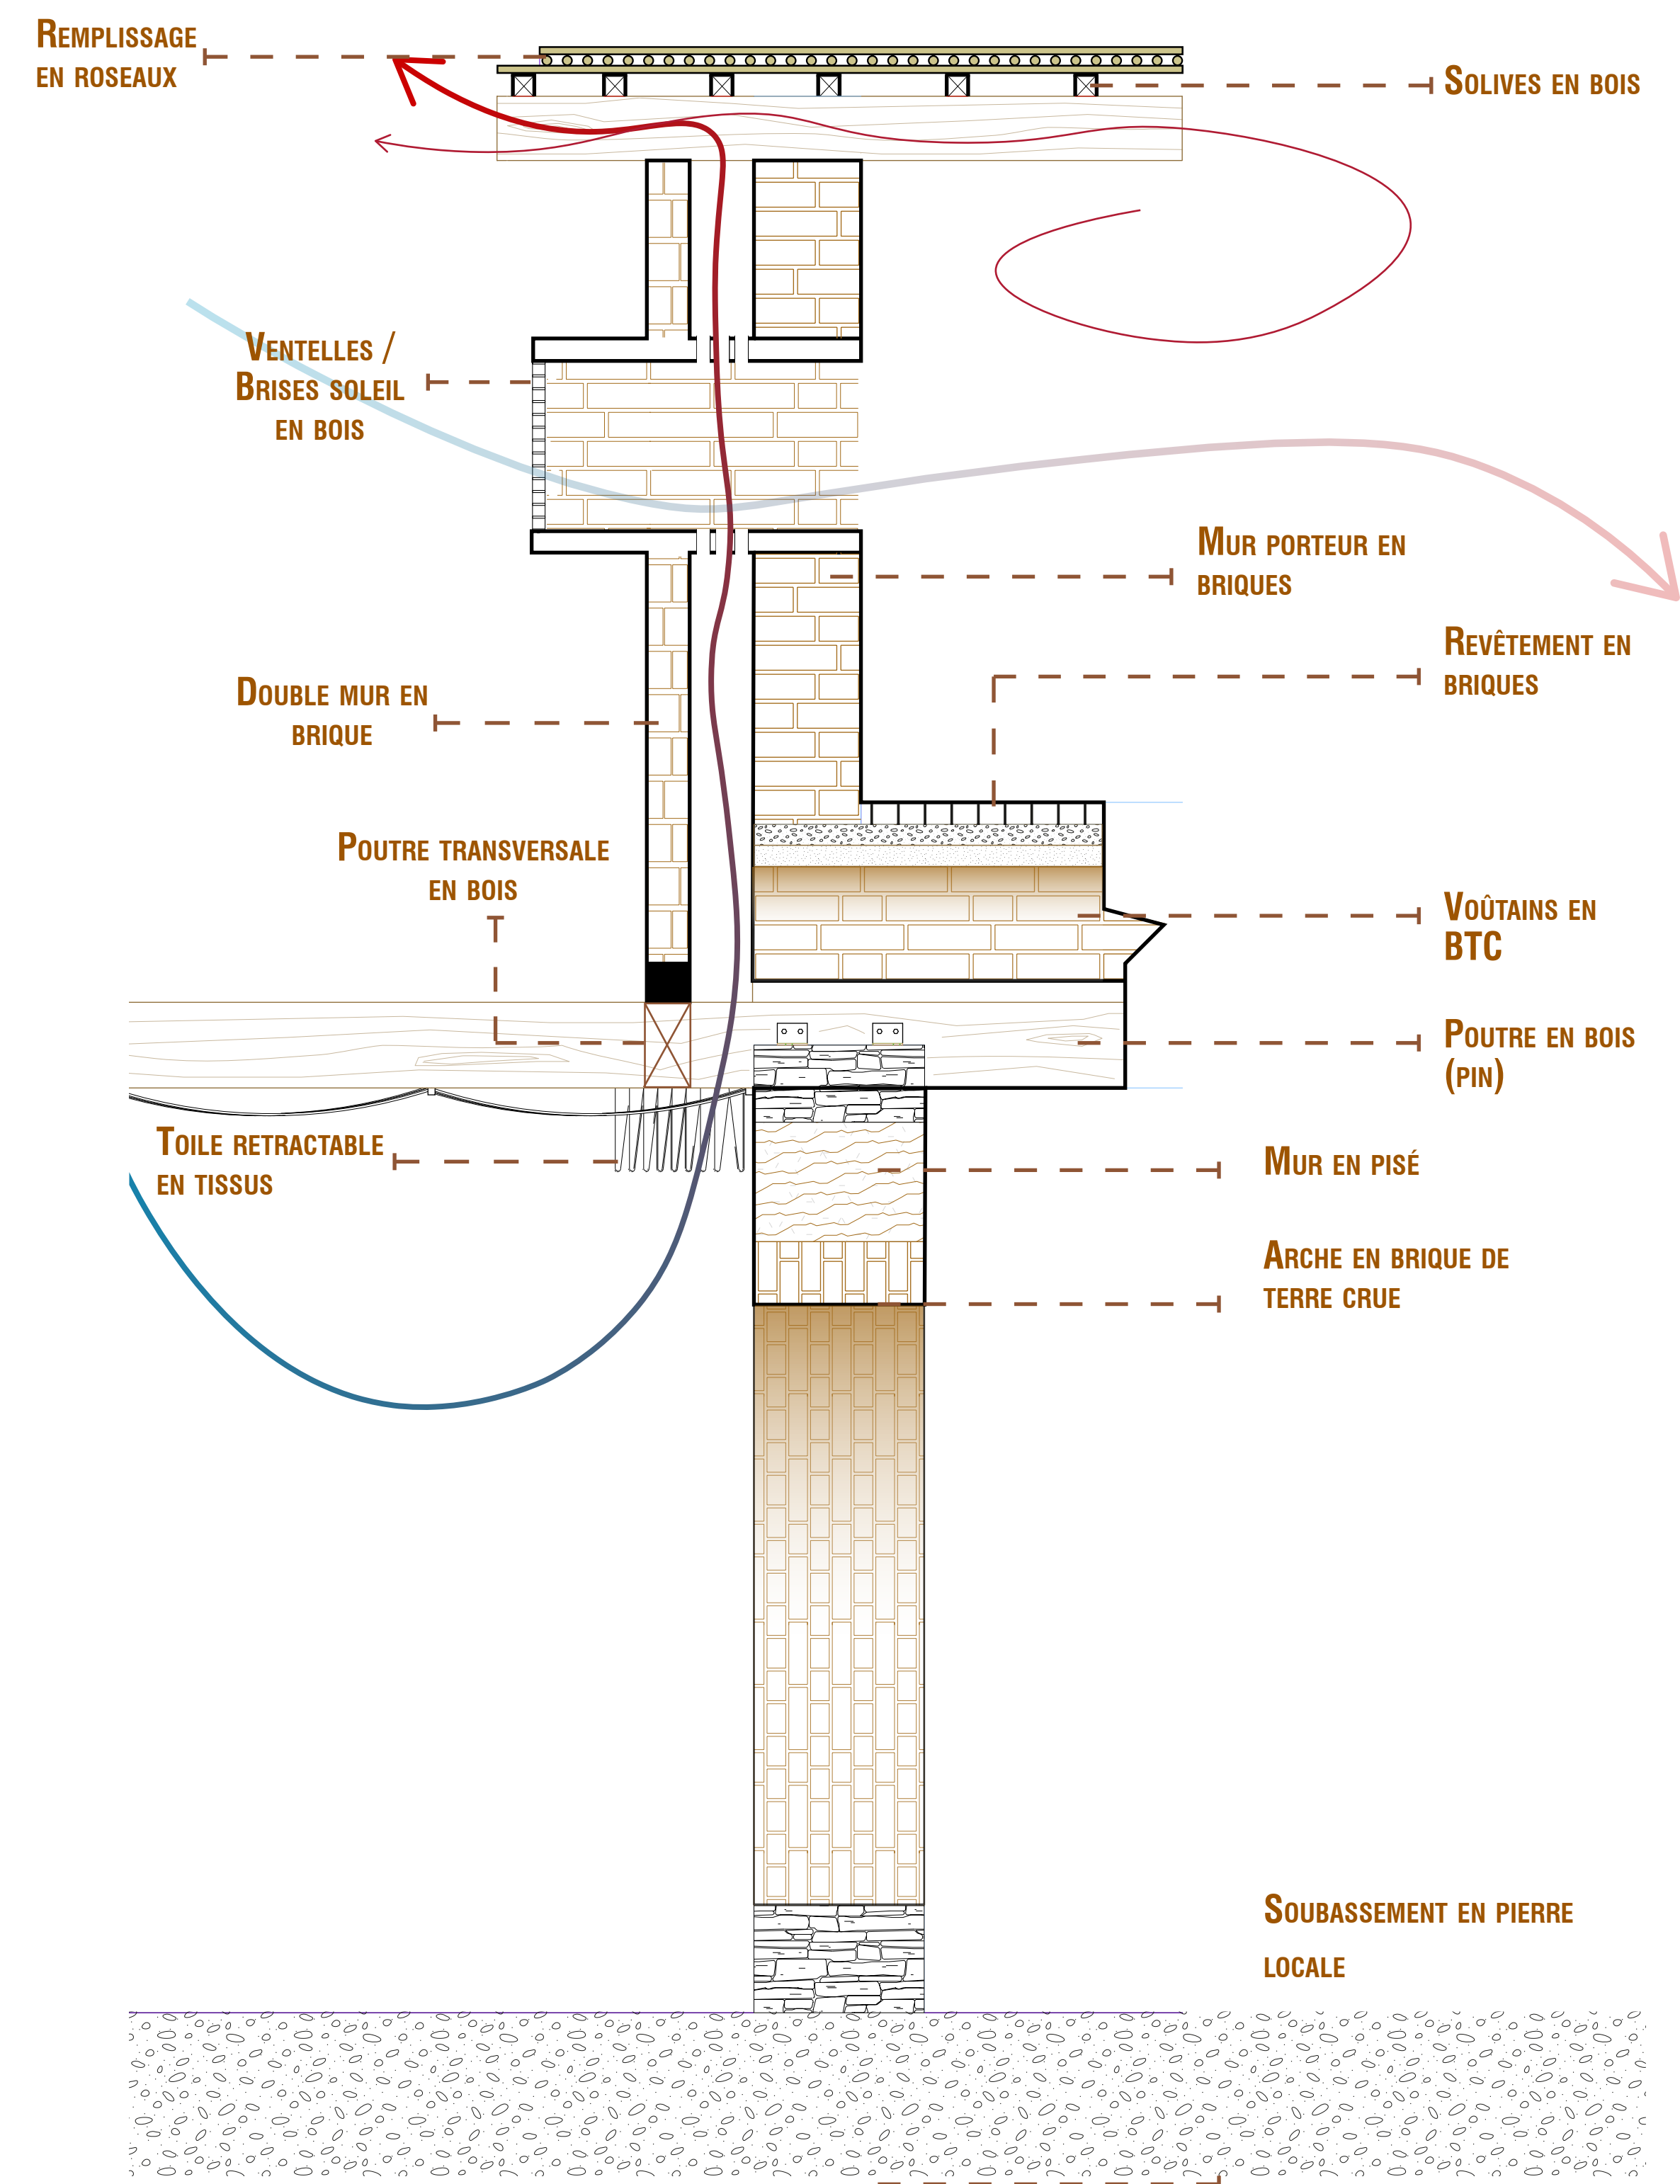 Remplissage
en roseaux
Solives en bois
Ventelles /
Brises soleil
en bois
Mur porteur en
briques
Revêtement en
briques
Double mur en
brique
Poutre transversale
en bois
Voûtains en
BTC
Poutre en bois
(pin)
Toile retractable
en tissus
Mur en pisé
Arche en brique de
terre crue
Soubassement en pierre
locale